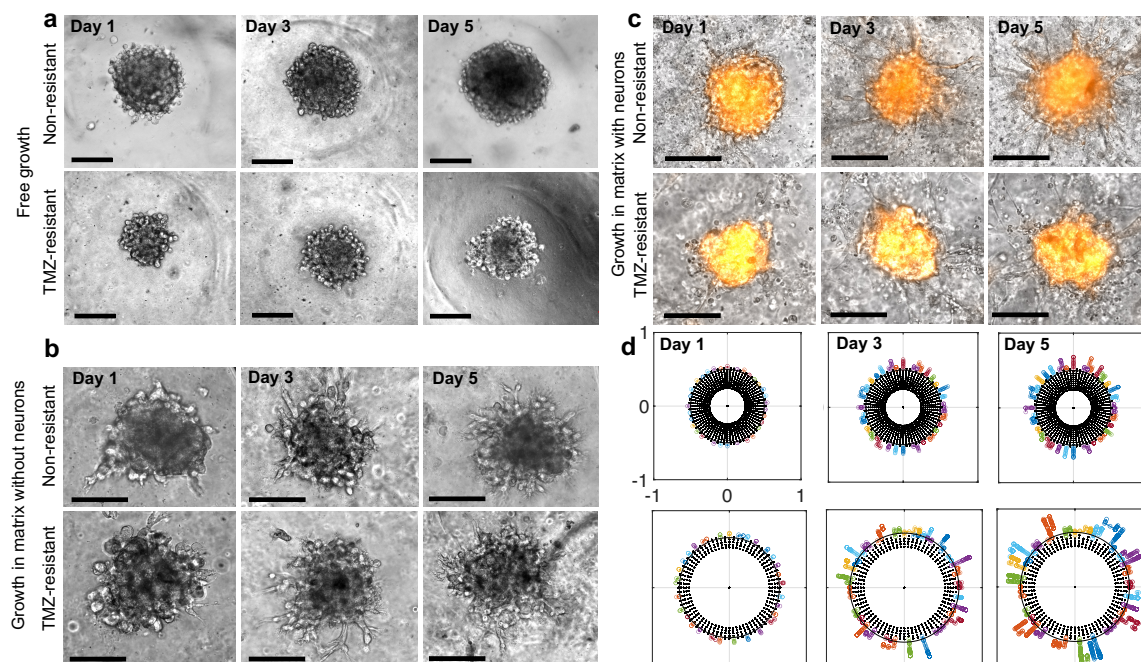 a
Day 1
Day 3
Day 5
Non-resistant
TMZ-resistant
Free growth
b
Day 1
Day 3
Day 5
Non-resistant
TMZ-resistant
Growth in matrix without neurons
c
Day 1
Day 3
Day 5
Non-resistant
TMZ-resistant
Growth in matrix with neurons
d
Day 1
Day 3
Day 5
1
0
-1
-1
0
1